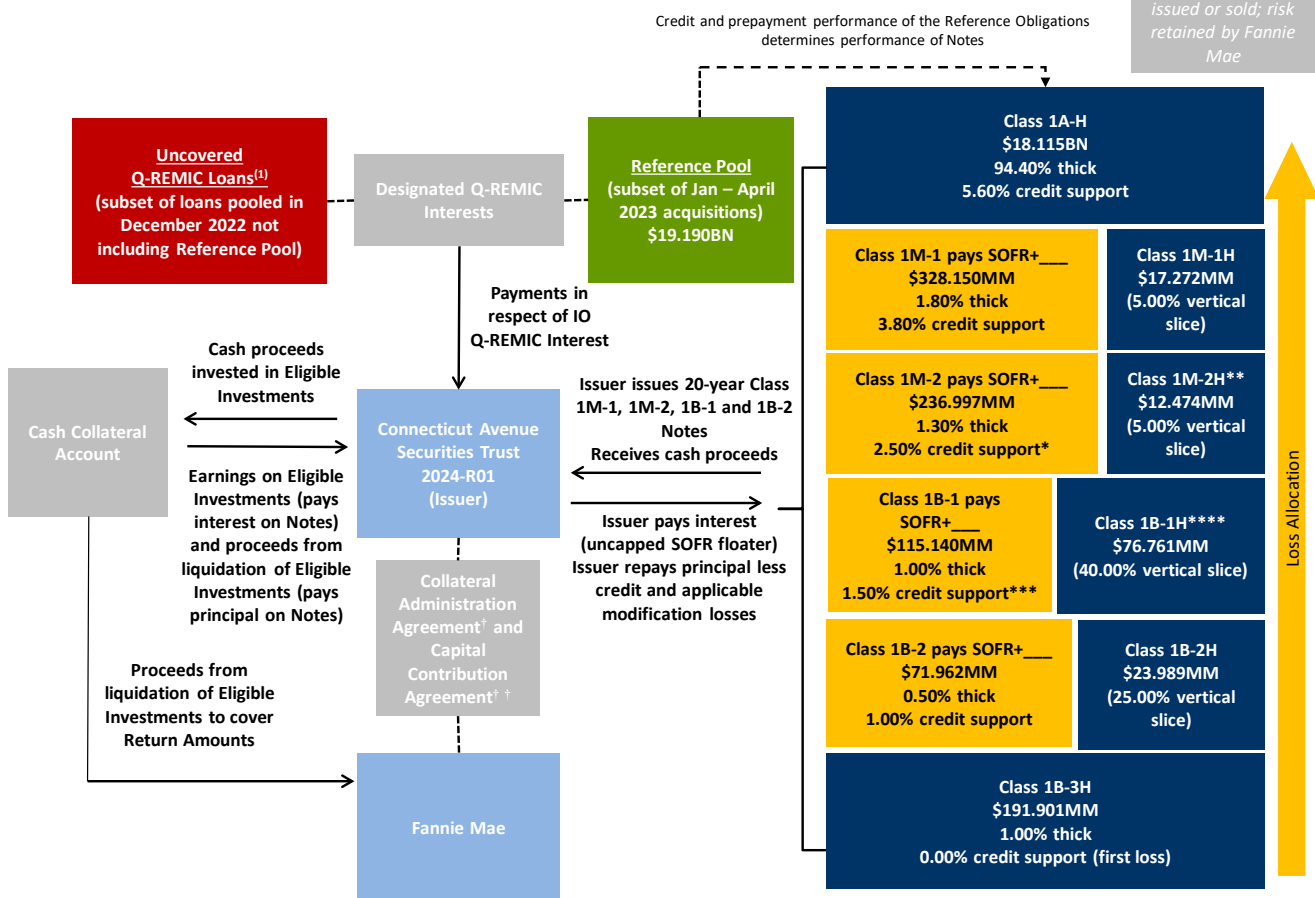 issued or sold; risk
retained by Fannie
Mae
Credit and prepayment performance of the Reference Obligations
determines performance of Notes
Uncovered
Q-REMIC Loans(1)
(subset of loans pooled in
December 2022 not
including Reference Pool)
Designated Q-REMIC
Interests
Reference Pool
(subset of Jan – April
2023 acquisitions)
$19.190BN
Payments in
respect of IO
Q-REMIC Interest
Cash proceeds
invested in Eligible
Investments
Cash Collateral
Account
Earnings on Eligible
Investments (pays
interest on Notes)
and proceeds from
liquidation of Eligible
Investments (pays
principal on Notes)
Proceeds from
liquidation of Eligible
Investments to cover
Return Amounts
Connecticut Avenue
Securities Trust
2024-R01
(Issuer)
Collateral
Administration
Agreement† and
Capital
Contribution
Agreement† †
Fannie Mae
Issuer issues 20-year Class
1M-1, 1M-2, 1B-1 and 1B-2
Notes
Receives cash proceeds
Issuer pays interest
(uncapped SOFR floater)
Issuer repays principal less
credit and applicable
modification losses
Class 1A-H
$18.115BN
94.40% thick
5.60% credit support
Class 1M-1 pays SOFR+___
$328.150MM
1.80% thick
3.80% credit support
Class 1M-1H
$17.272MM
(5.00% vertical
slice)
Class 1M-2 pays SOFR+___
$236.997MM
1.30% thick
2.50% credit support*
Class 1M-2H**
$12.474MM
(5.00% vertical
slice)
Class 1B-1 pays
SOFR+___
$115.140MM
1.00% thick
1.50% credit support***
Class 1B-1H****
$76.761MM
(40.00% vertical slice)
Class 1B-2 pays SOFR+___
$71.962MM
0.50% thick
1.00% credit support
Class 1B-2H
$23.989MM
(25.00% vertical
slice)
Class 1B-3H
$191.901MM
1.00% thick
0.00% credit support (first loss)
Loss Allocation